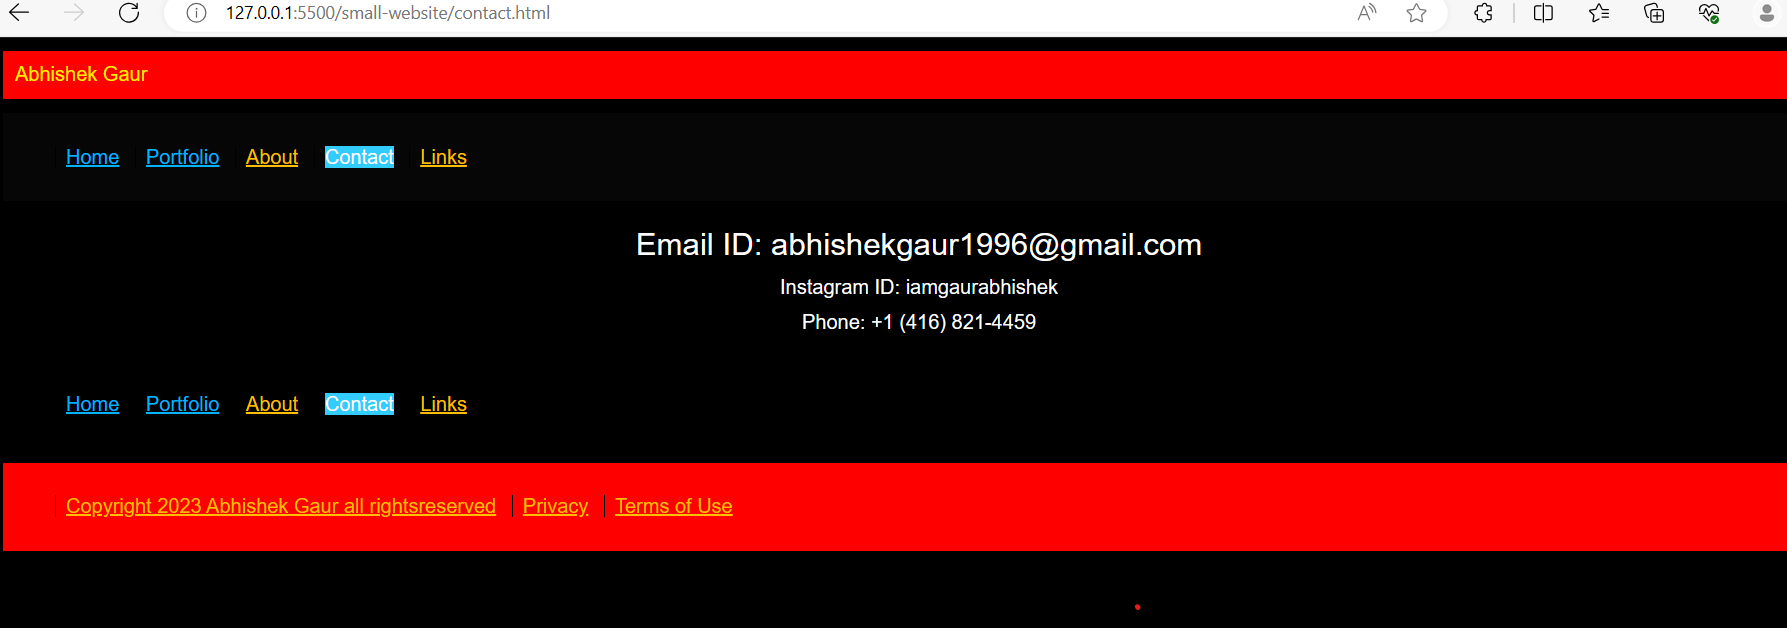 127.0.0.1:5500/small-website/contact.html
Abhishek Gaur
Home Portfolio About Contact Links
Email ID: abhishekgaur1996@gmail.com
Instagram ID: iamgaurabhishek
Phone: +1 (416) 821-4459
Home Portfolio About Contact Links
Copyright 2023 Abhishek Gaur all rightsreserved Privacy Terms of Use